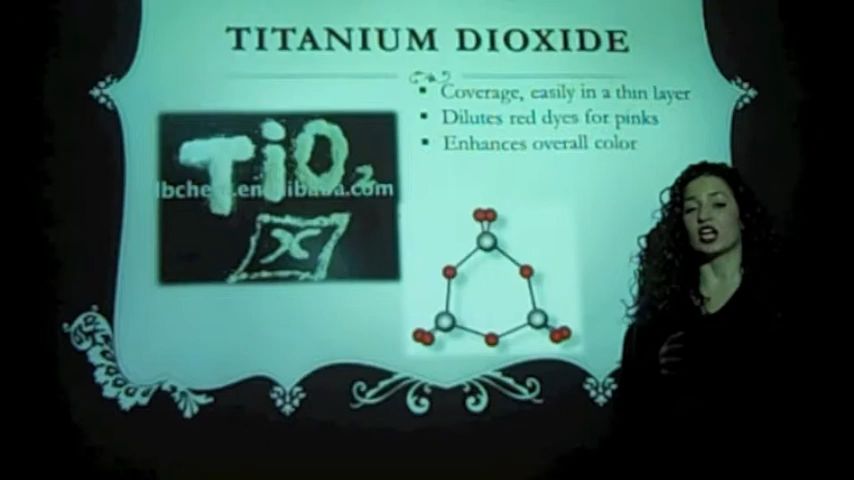 TITANIUM DIOXIDE
Coverage, easily in a thin layer
Dilutes red dyes for pinks
Enhances overall color
TiO2
X